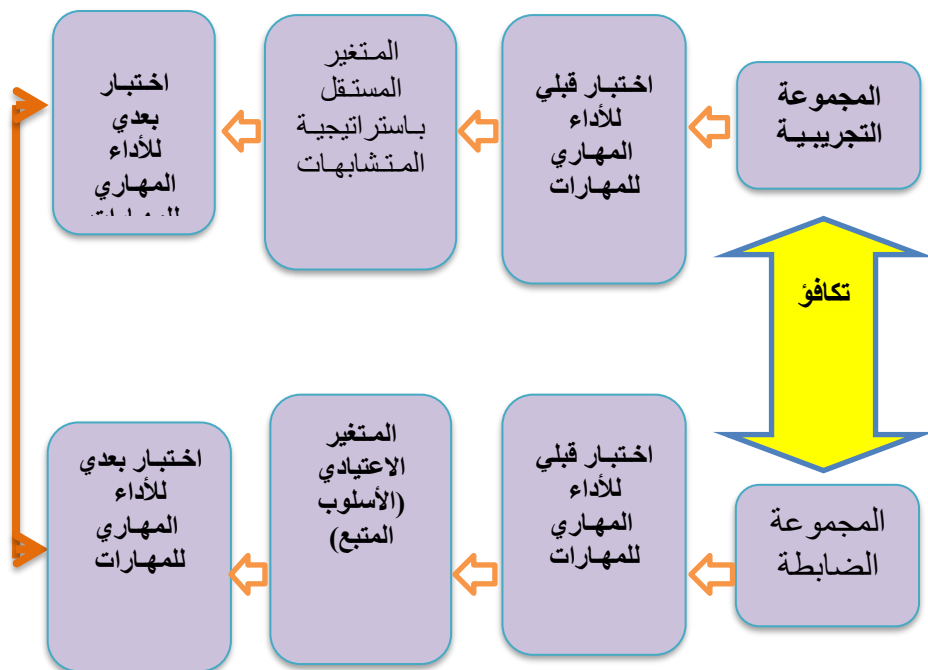 المجموعة
التجريبية
اختبار قبلي
للأداء
المهاري
للمهارات
المتغير
المستقل
باستراتيجية
المتشابهات
اختبار
بعدي
للأداء
المهاري
للمهارات
تكافؤ
المجموعة
الضابطة
اختبار قبلي
للأداء
المهاري
للمهارات
المتغير
الاعتيادي
(الأسلوب
المتبع)
اختبار بعدي
للأداء
المهاري
للمهارات